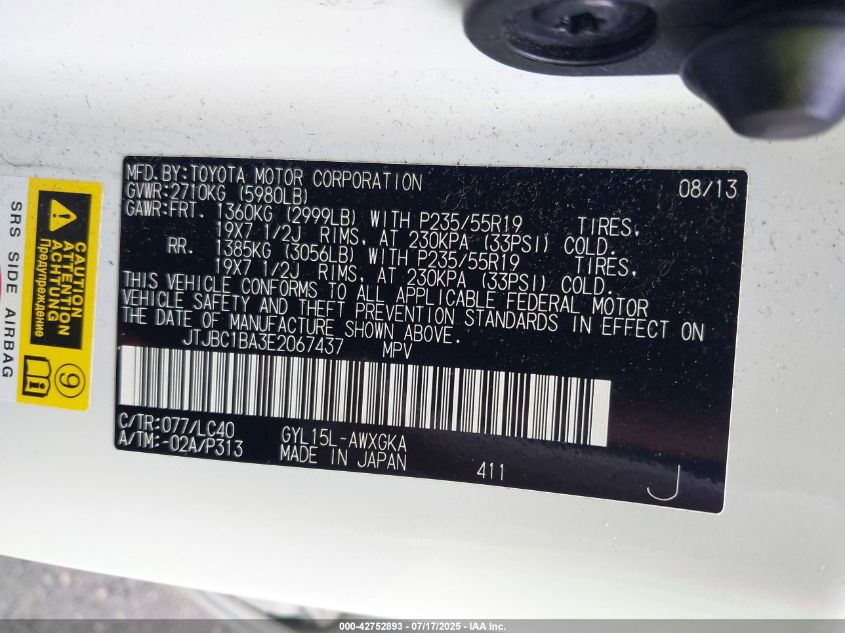 MFD.BY:TOYOTA MOTOR CORPORATION 08/13
GVWR:2710KG (5980LB)
GAWR:FRT. 1360KG (2999LB) WITH P235/55R19 TIRES,
19X7 1/2J RIMS, AT 230KPA (33PSI) COLD.
RR. 1385KG (3056LB) WITH P235/55R19 TIRES,
19X7 1/2J RIMS, AT 230KPA (33PSI) COLD.
THIS VEHICLE CONFORMS TO ALL APPLICABLE FEDERAL MOTOR
VEHICLE SAFETY AND THEFT PREVENTION STANDARDS IN EFFECT ON
THE DATE OF MANUFACTURE SHOWN ABOVE.
JTJBC1BA3E2067437 MPV
C/TR:077/LC40 GYL15L-AWXGKA
A/TM:-02A/P313 MADE IN JAPAN 411
J
SRS SIDE AIRBAG
CAUTION
ATTENTION
ACHTUNG
Предупреждение
9
000-42752893 - 07/17/2025 - IAA Inc.